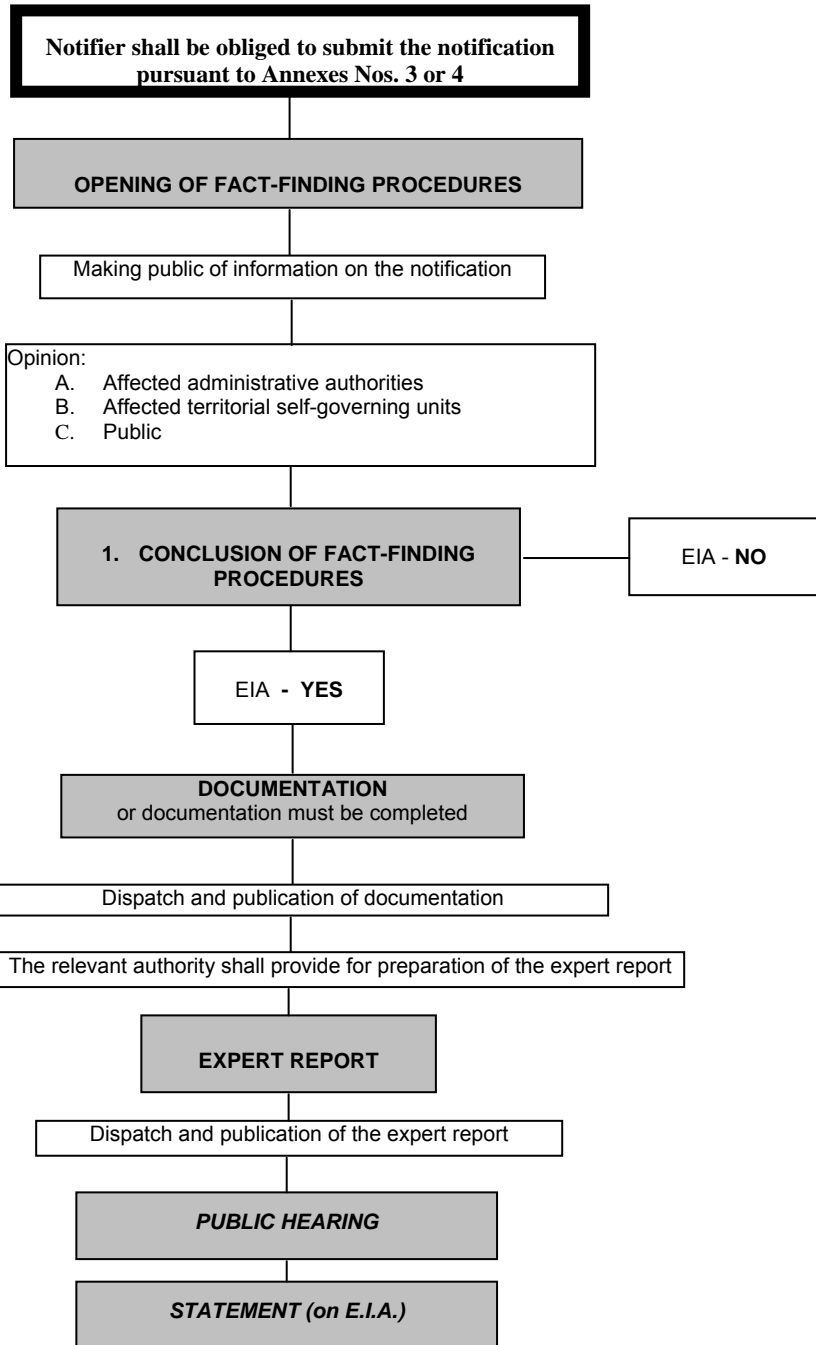 Notifier shall be obliged to submit the notification
pursuant to Annexes Nos. 3 or 4
OPENING OF FACT-FINDING PROCEDURES
Making public of information on the notification
Opinion:
A. Affected administrative authorities
B. Affected territorial self-governing units
C. Public
1. CONCLUSION OF FACT-FINDING
PROCEDURES
EIA - NO
EIA - YES
DOCUMENTATION
or documentation must be completed
Dispatch and publication of documentation
The relevant authority shall provide for preparation of the expert report
EXPERT REPORT
Dispatch and publication of the expert report
PUBLIC HEARING
STATEMENT (on E.I.A.)